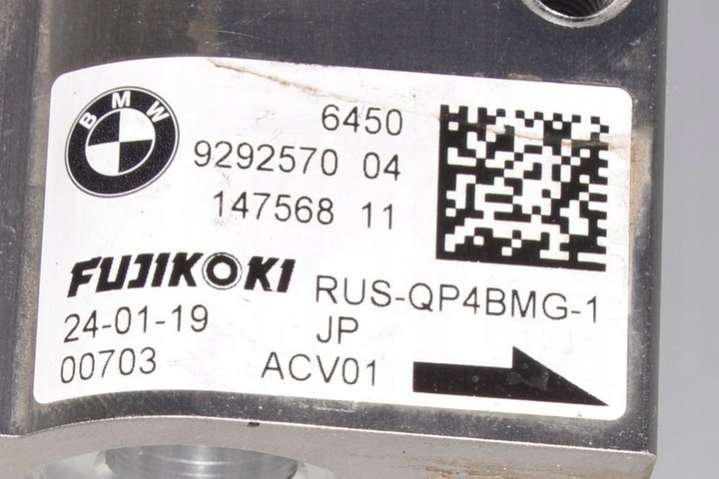 BMW
6450
9292570 04
147568 11
FUJIKOKI
RUS-QP4BMG-1
24-01-19
JP
00703
ACV01